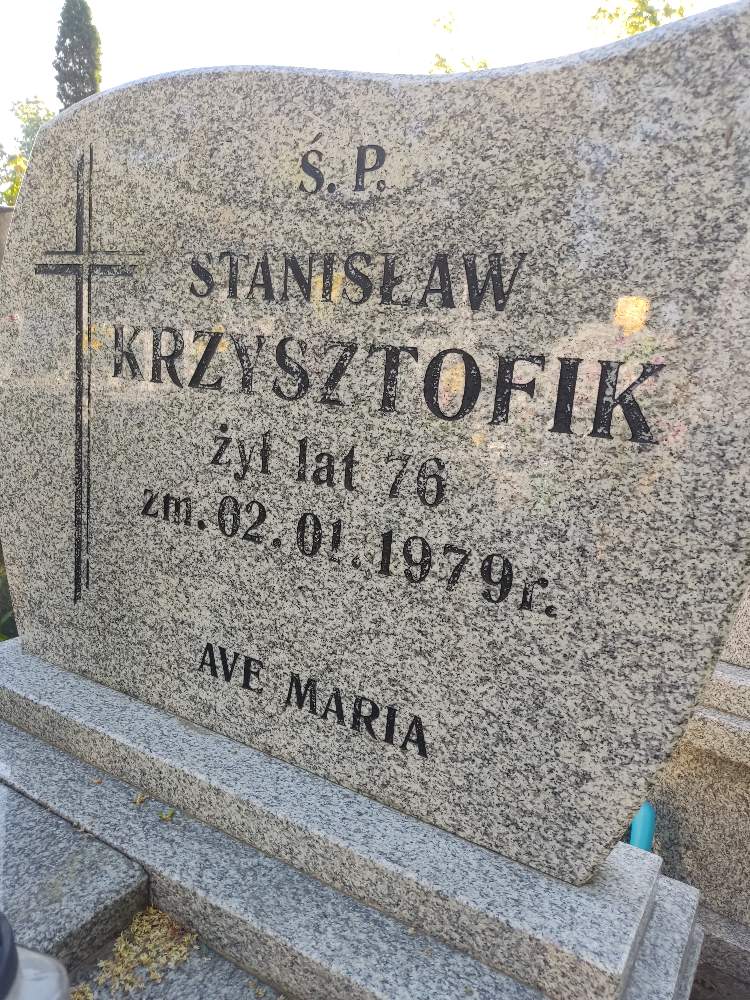 Ś. P.
STANISŁAW
KRZYSZTOFIK
żył lat 76
zm. 02. 01. 1979 r.
AVE MARIA